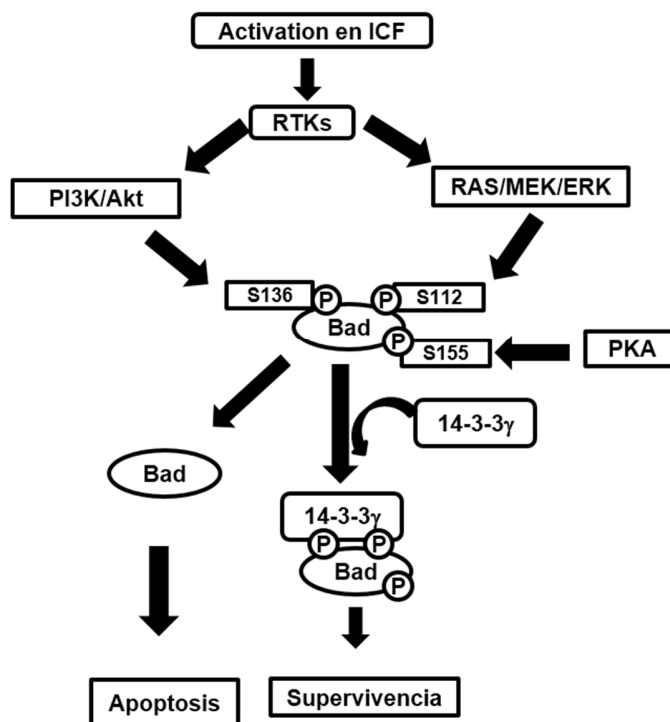 Activation en ICF
RTKs
PI3K/Akt
RAS/MEK/ERK
S136
P
P
S112
Bad
P
S155
PKA
14-3-3γ
Bad
14-3-3γ
P
P
Bad
P
Apoptosis
Supervivencia